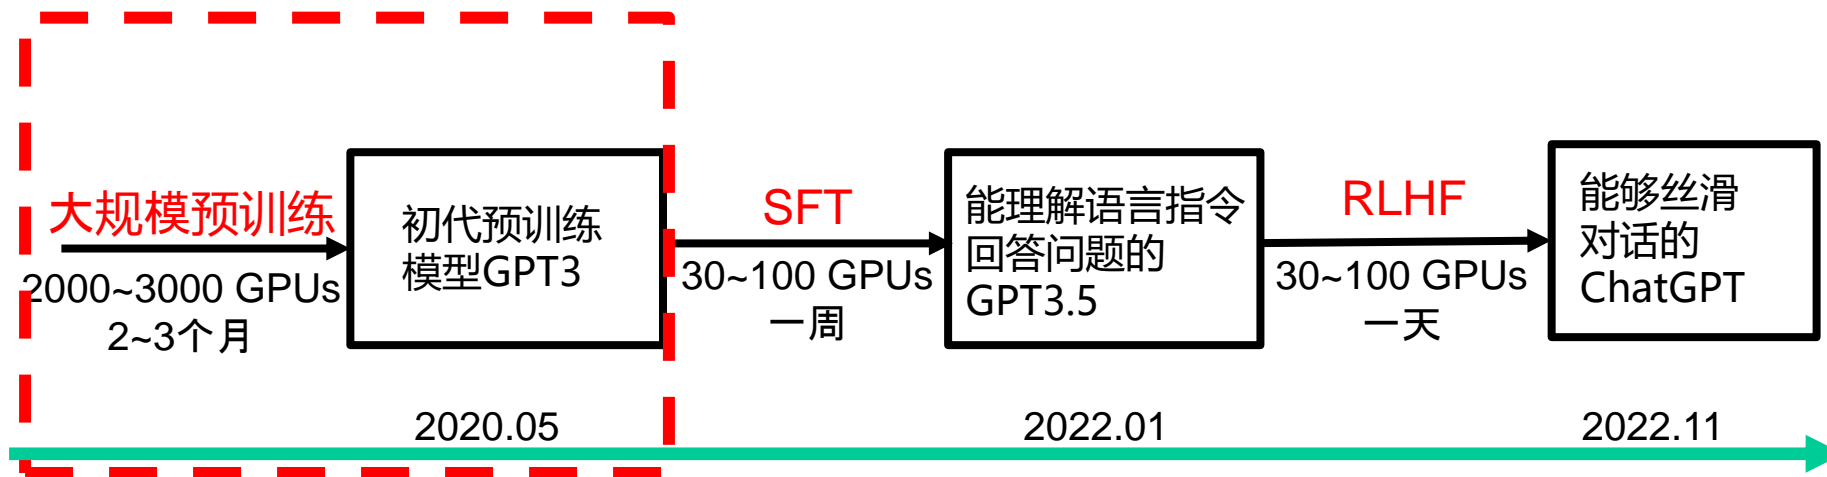 大规模预训练
2000~3000 GPUs
2~3个月
初代预训练
模型GPT3
SFT
30~100 GPUs
一周
能理解语言指令
回答问题的
GPT3.5
RLHF
30~100 GPUs
一天
能够丝滑
对话的
ChatGPT
2020.05
2022.01
2022.11